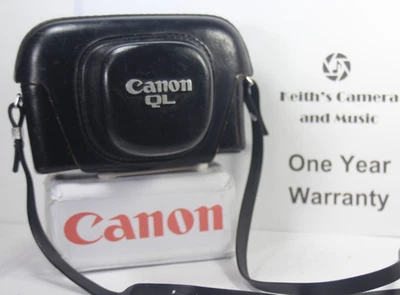 Canon
QL
Keith's Camera
and Music
One Year
Warranty
Canon